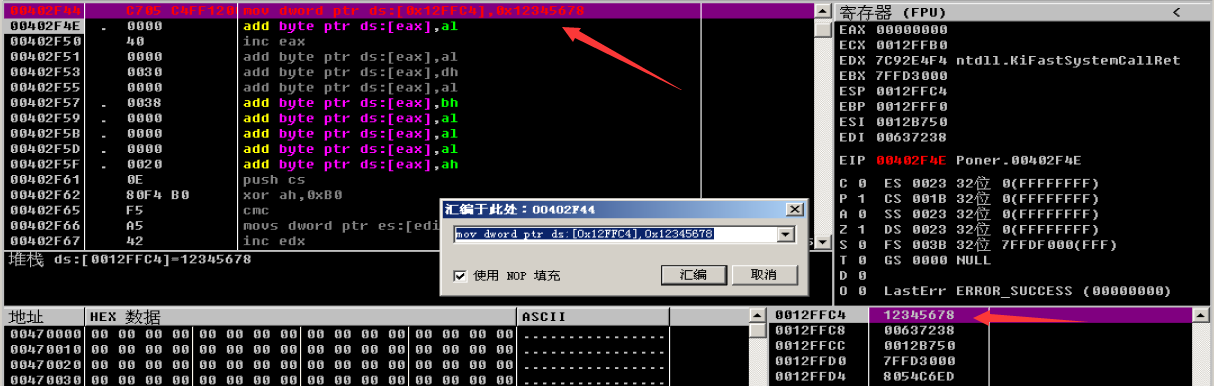 00402F44 C705 C4FF120 mov dword ptr ds:[0x12FFC4],0x12345678
00402F4E . 0000 add byte ptr ds:[eax],al
00402F50 40 inc eax
00402F51 0000 add byte ptr ds:[eax],al
00402F53 0030 add byte ptr ds:[eax],dh
00402F55 0000 add byte ptr ds:[eax],al
00402F57 . 0038 add byte ptr ds:[eax],bh
00402F59 . 0000 add byte ptr ds:[eax],al
00402F5B . 0000 add byte ptr ds:[eax],al
00402F5D . 0000 add byte ptr ds:[eax],al
00402F5F . 0020 add byte ptr ds:[eax],ah
00402F61 0E push cs
00402F62 80F4 B0 xor ah,0xB0
00402F65 F5 cmc
00402F66 A5 movs dword ptr es:[edi
00402F67 42 inc edx
堆栈 ds:[0012FFC4]=12345678
汇编于此处：00402F44
mov dword ptr ds:[0x12FFC4],0x12345678
使用 NOP 填充
汇编
取消
寄存器 (FPU) <
EAX 00000000
ECX 0012FFB0
EDX 7C92E4F4 ntdll.KiFastSystemCallRet
EBX 7FFD3000
ESP 0012FFC4
EBP 0012FFF0
ESI 0012B750
EDI 00637238
EIP 00402F4E Poner.00402F4E
C 0 ES 0023 32位 0(FFFFFFFF)
P 1 CS 001B 32位 0(FFFFFFFF)
A 0 SS 0023 32位 0(FFFFFFFF)
Z 1 DS 0023 32位 0(FFFFFFFF)
S 0 FS 003B 32位 7FFDF000(FFF)
T 0 GS 0000 NULL
D 0
O 0 LastErr ERROR_SUCCESS (00000000)
地址 HEX 数据 ASCII
00470000 00 00 00 00 00 00 00 00 00 00 00 00 00 00 00 00 ................
00470010 00 00 00 00 00 00 00 00 00 00 00 00 00 00 00 00 ................
00470020 00 00 00 00 00 00 00 00 00 00 00 00 00 00 00 00 ................
00470030 00 00 00 00 00 00 00 00 00 00 00 00 00 00 00 00 ................
0012FFC4 12345678
0012FFC8 00637238
0012FFCC 0012B750
0012FFD0 7FFD3000
0012FFD4 8054C6ED